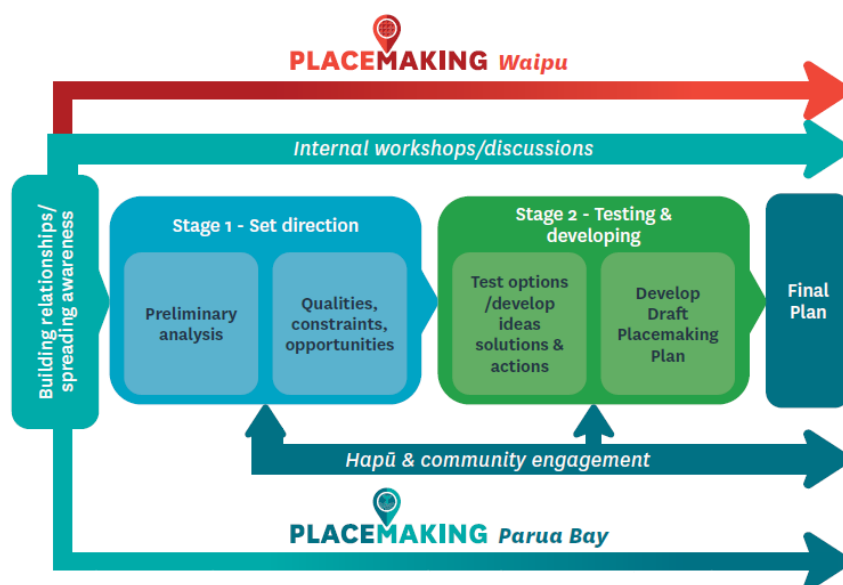 PLACEMAKING Waipu
Internal workshops/discussions
Building relationships/
spreading awareness
Stage 1 - Set direction
Preliminary
analysis
Qualities,
constraints,
opportunities
Stage 2 - Testing &
developing
Test options
/develop
ideas
solutions &
actions
Develop
Draft
Placemaking
Plan
Final
Plan
Hapū & community engagement
PLACEMAKING Parua Bay